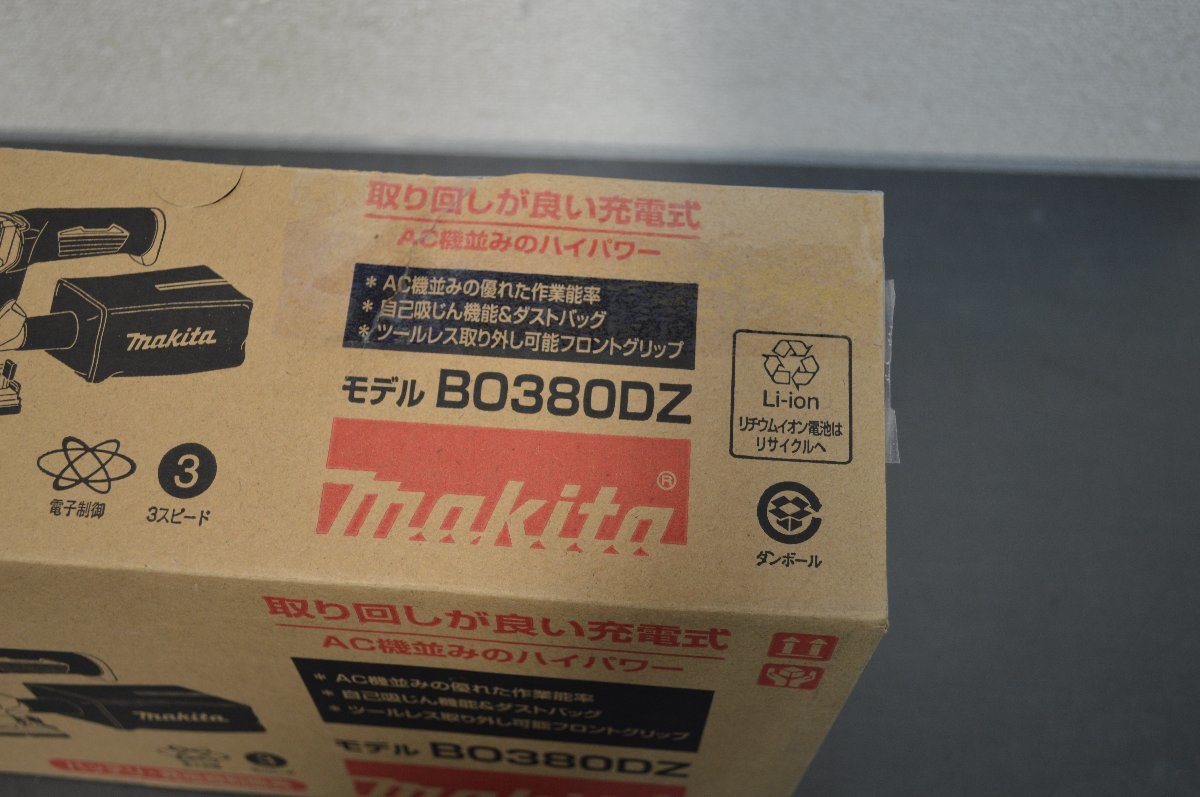 取り回しが良い充電式
AC機並みのハイパワー
* AC機並みの優れた作業能率
* 自己吸じん機能&ダストバッグ
* ツールレス取り外し可能フロントグリップ
モデル BO380DZ
makita®
makita
電子制御
3
3スピード
Li-ion
リチウムイオン電池は
リサイクルへ
ダンボール
取り回しが良い充電式
AC機並みのハイパワー
* AC機並みの優れた作業能率
* 自己吸じん機能&ダストバッグ
* ツールレス取り外し可能フロントグリップ
モデル BO380DZ
makita
makita
3